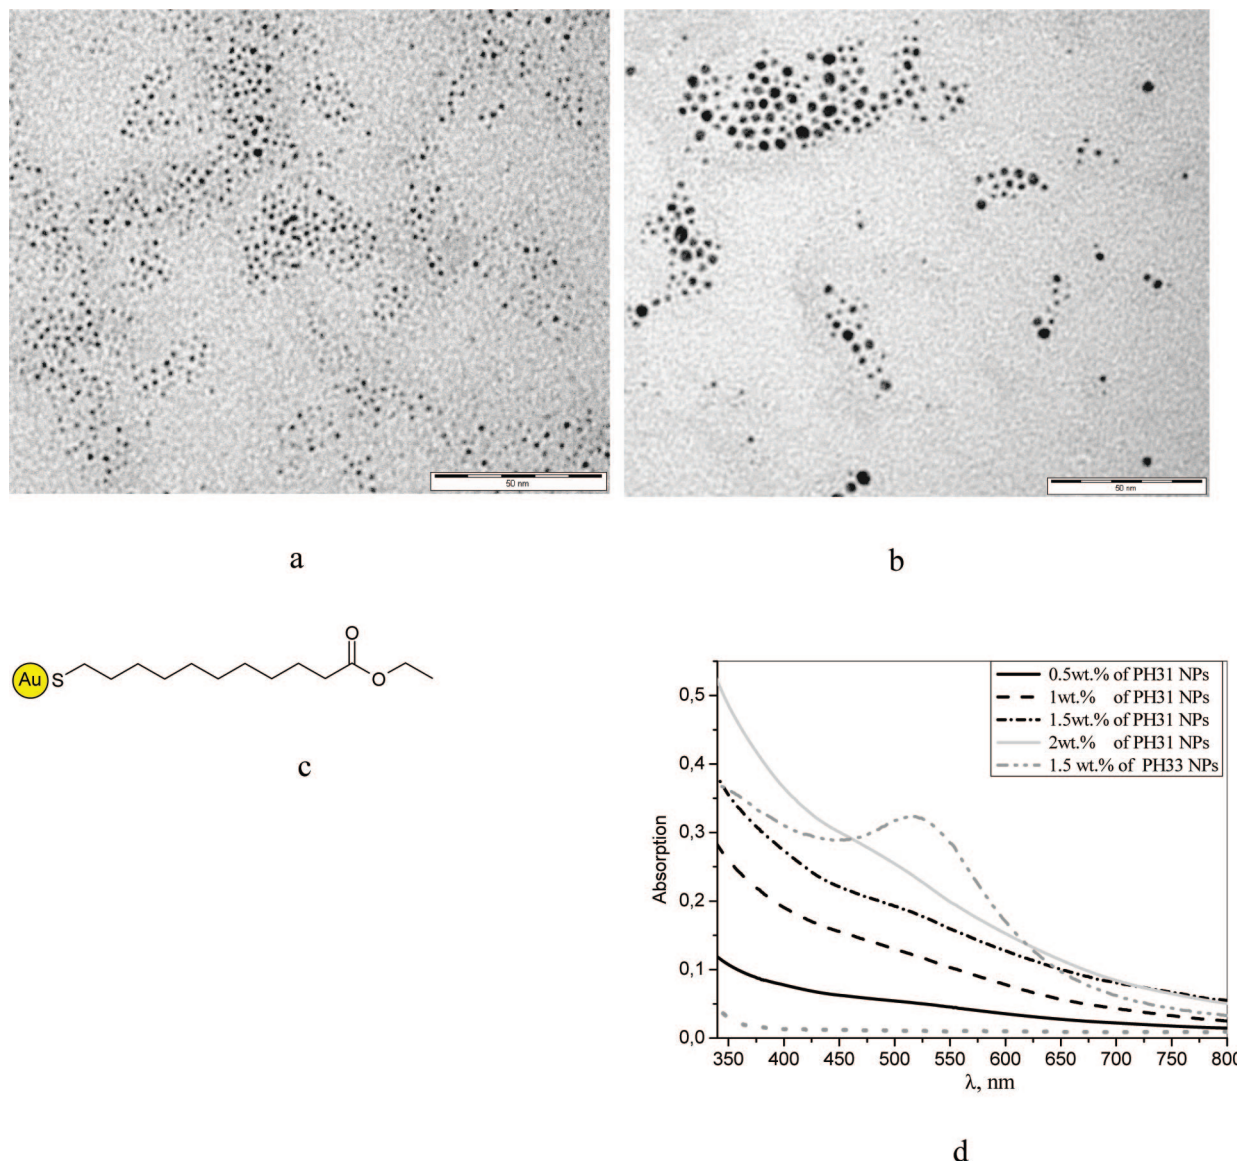 50 nm
50 nm
a
b
Au S O O
c
0.5wt.% of PH31 NPs
1wt.% of PH31 NPs
1.5wt.% of PH31 NPs
2wt.% of PH31 NPs
1.5 wt.% of PH33 NPs
0,5
0,4
0,3
0,2
0,1
0,0
Absorption
350 400 450 500 550 600 650 700 750 800
λ, nm
d